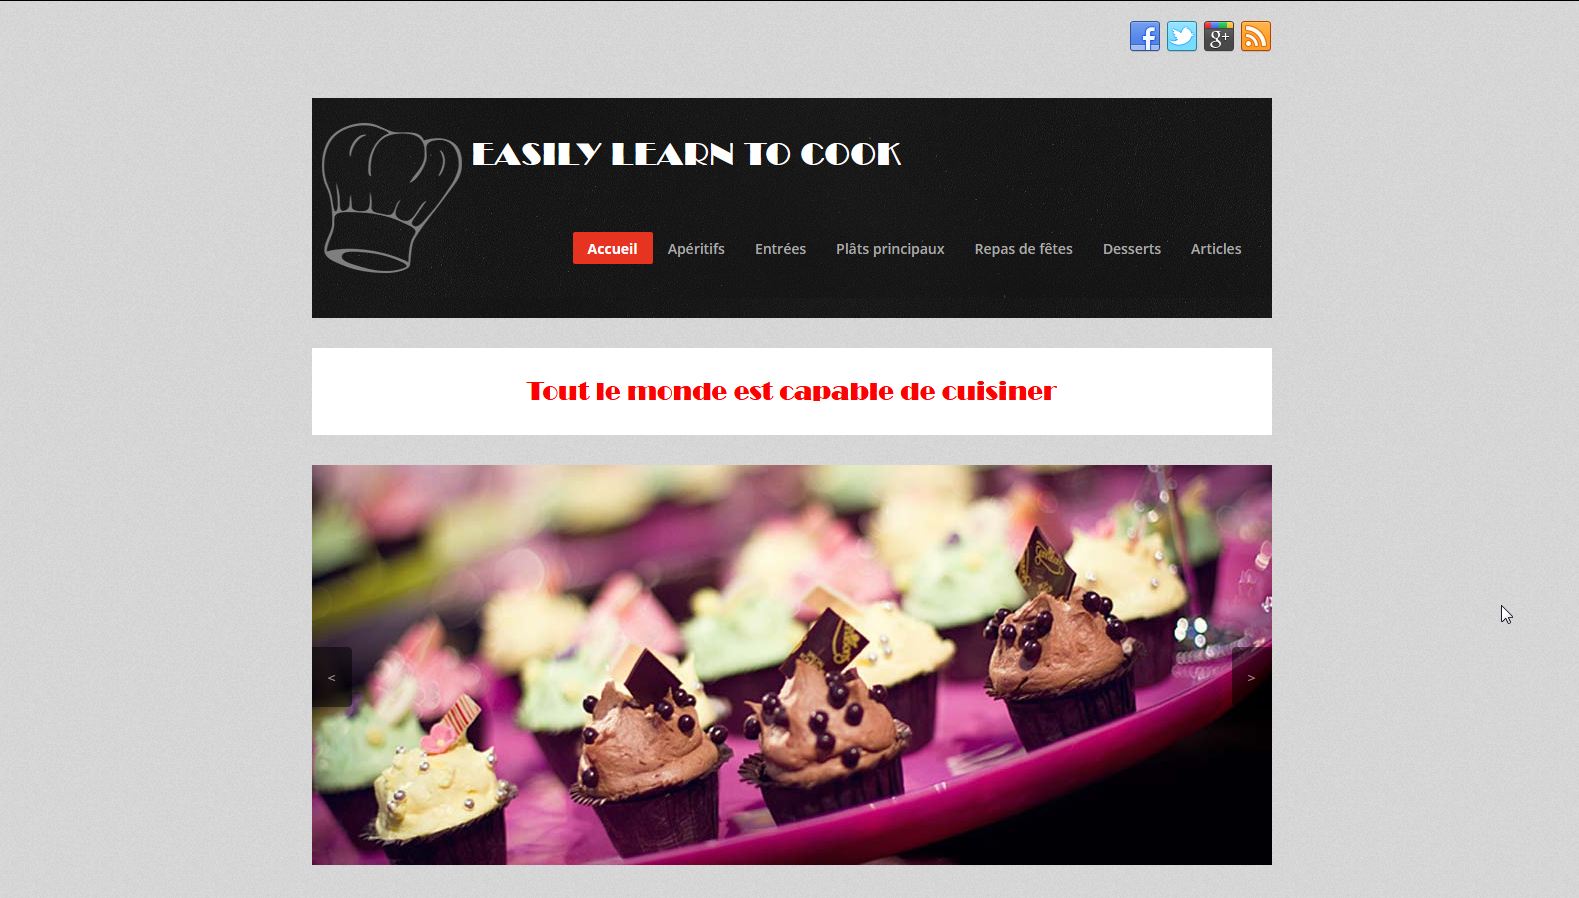 EASILY LEARN TO COOK
Accueil Apéritifs Entrées Plâts principaux Repas de fêtes Desserts Articles
Tout le monde est capable de cuisiner
<
>